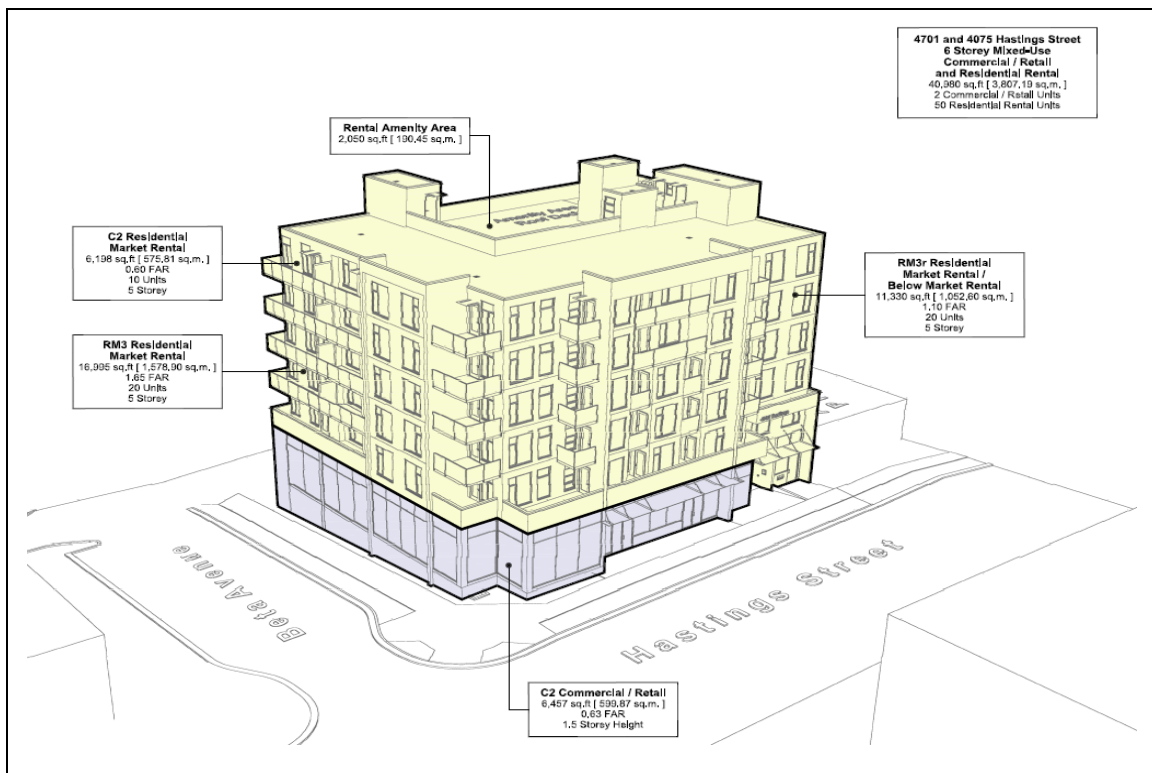 4701 and 4075 Hastings Street
6 Storey Mixed-Use
Commercial / Retail
and Residential Rental
40,980 sq.ft [ 3,807.19 sq.m. ]
2 Commercial / Retail Units
50 Residential Rental Units
Rental Amenity Area
2,050 sq.ft [ 190.45 sq.m. ]
Amenity Area
Roof Deck
C2 Residential
Market Rental
6,198 sq.ft [ 575.81 sq.m. ]
0.60 FAR
10 Units
5 Storey
RM3r Residential
Market Rental /
Below Market Rental
11,330 sq.ft [ 1,052.60 sq.m. ]
1.10 FAR
20 Units
5 Storey
RM3 Residential
Market Rental
16,995 sq.ft [ 1,578.90 sq.m. ]
1.65 FAR
20 Units
5 Storey
Beta Avenue
Hastings Street
C2 Commercial / Retail
6,457 sq.ft [ 599.87 sq.m. ]
0.63 FAR
1.5 Storey Height